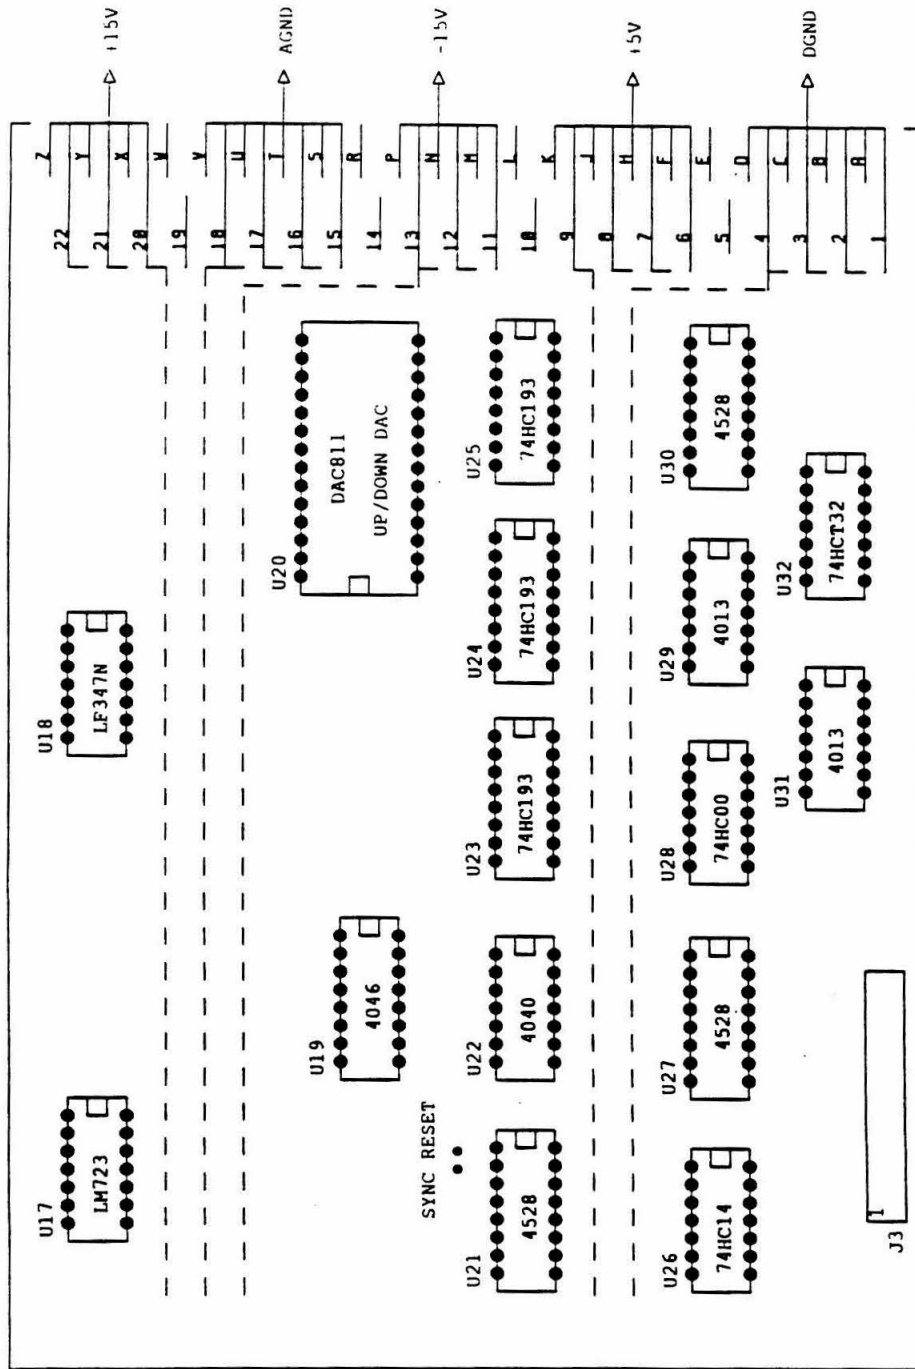 Z
Y
X
W
V
U
T
S
R
P
N
M
L
K
J
H
F
E
D
C
B
A
22
21
20
19
18
17
16
15
14
13
12
11
10
9
8
7
6
5
4
3
2
1
+15V
AGND
-15V
+5V
DGND
U17
LM723
U18
LF347N
U19
4046
U20
DAC811
UP/DOWN DAC
SYNC RESET
U21
4528
U22
4040
U23
74HC193
U24
74HC193
U25
74HC193
U26
74HC14
U27
4528
U28
74HC00
U29
4013
U30
4528
U31
4013
U32
74HCT32
J3
1